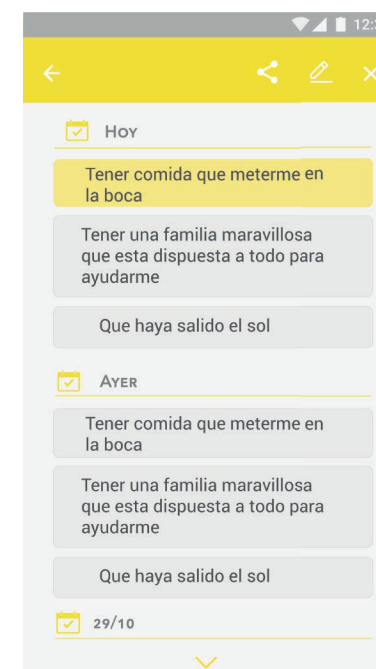 Hoy
Tener comida que meterme en
la boca
Tener una familia maravillosa
que esta dispuesta a todo para
ayudarme
Que haya salido el sol
Ayer
Tener comida que meterme en
la boca
Tener una familia maravillosa
que esta dispuesta a todo para
ayudarme
Que haya salido el sol
29/10